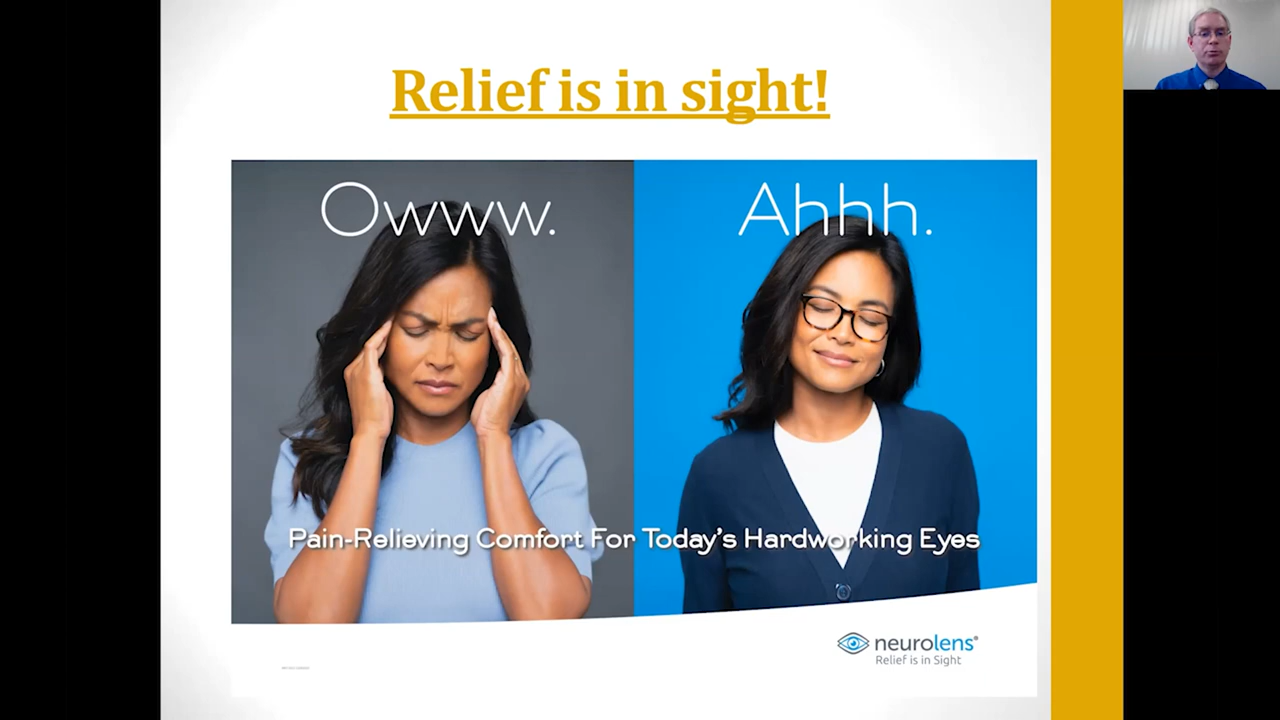 Relief is in sight!
Owww.
Ahhh.
Pain-Relieving Comfort For Today's Hardworking Eyes
neurolens®
Relief is in Sight